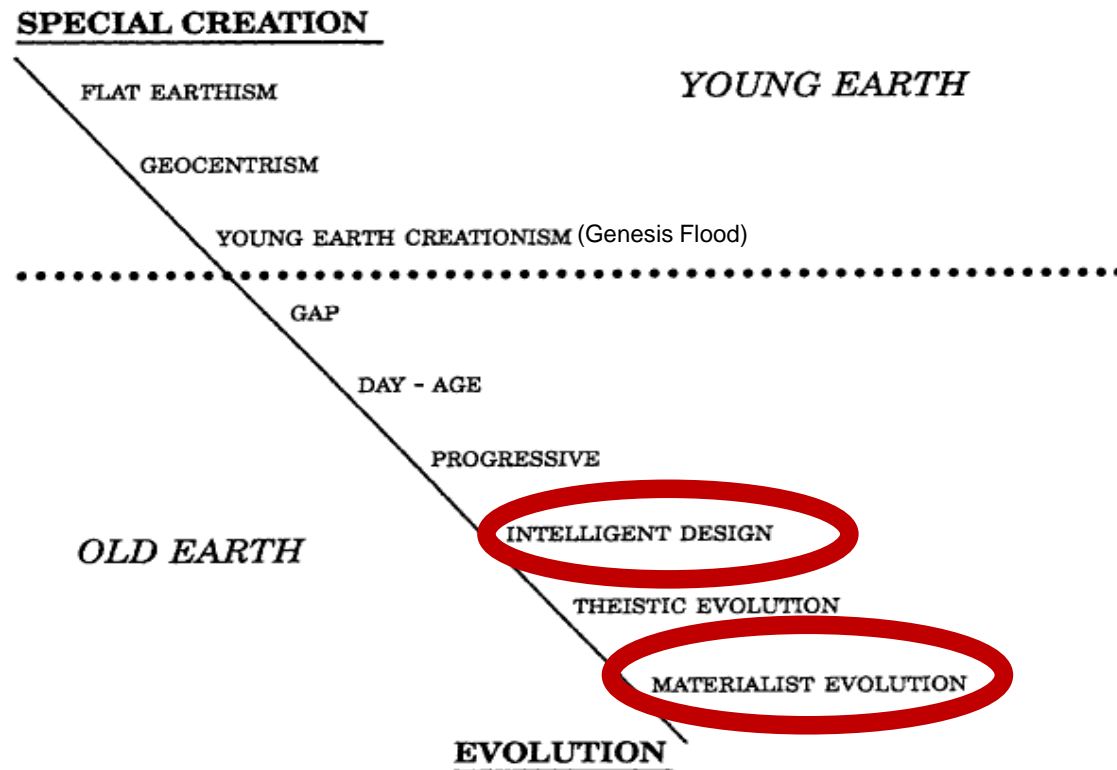 SPECIAL CREATION
FLAT EARTHISM
YOUNG EARTH
GEOCENTRISM
YOUNG EARTH CREATIONISM (Genesis Flood)
GAP
DAY - AGE
PROGRESSIVE
INTELLIGENT DESIGN
OLD EARTH
THEISTIC EVOLUTION
MATERIALIST EVOLUTION
EVOLUTION